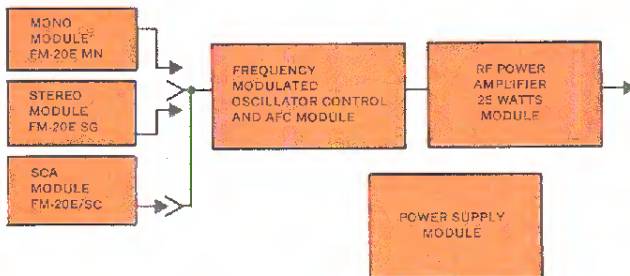 MONO
MODULE
FM-20E MN
STEREO
MODULE
FM-20E SG
SCA
MODULE
FM-20E/SC
FREQUENCY
MODULATED
OSCILLATOR CONTROL
AND AFC MODULE
RF POWER
AMPLIFIER
25 WATTS
MODULE
POWER SUPPLY
MODULE